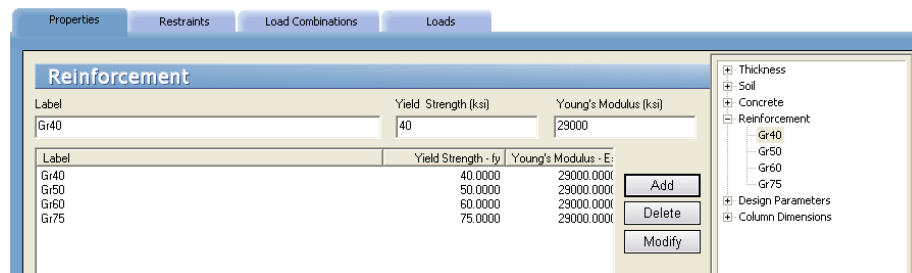 Properties Restraints Load Combinations Loads
Reinforcement
Label Yield Strength (ksi) Young's Modulus (ksi)
Gr40 40 29000
Label Yield Strength - fy Young's Modulus - E:
Gr40 40.0000 29000.0000
Gr50 50.0000 29000.0000
Gr60 60.0000 29000.0000
Gr75 75.0000 29000.0000
Add
Delete
Modify
Thickness
Soil
Concrete
Reinforcement
Gr40
Gr50
Gr60
Gr75
Design Parameters
Column Dimensions